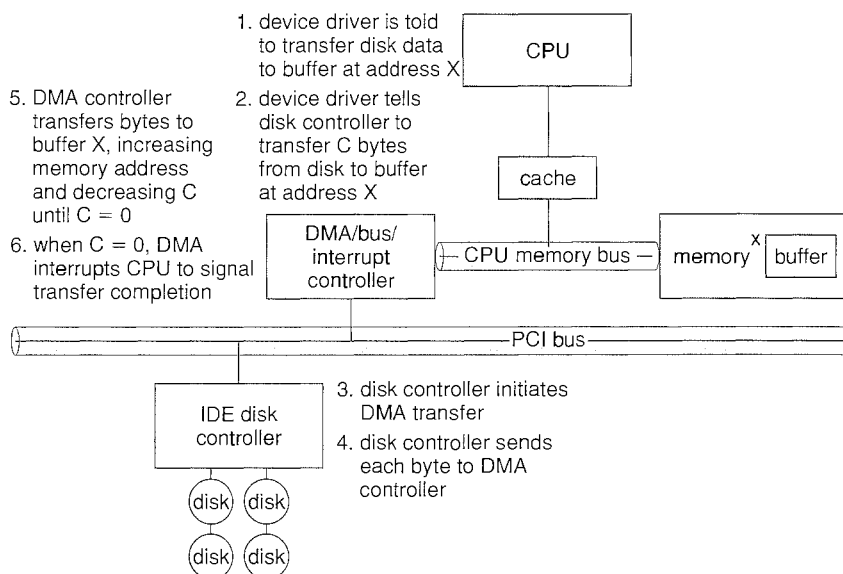 1. device driver is told
to transfer disk data
to buffer at address X
CPU
5. DMA controller
transfers bytes to
buffer X, increasing
memory address
and decreasing C
until C = 0
2. device driver tells
disk controller to
transfer C bytes
from disk to buffer
at address X
cache
6. when C = 0, DMA
interrupts CPU to signal
transfer completion
DMA/bus/
interrupt
controller
CPU memory bus
memory
X
buffer
PCI bus
IDE disk
controller
3. disk controller initiates
DMA transfer
4. disk controller sends
each byte to DMA
controller
disk disk
disk disk